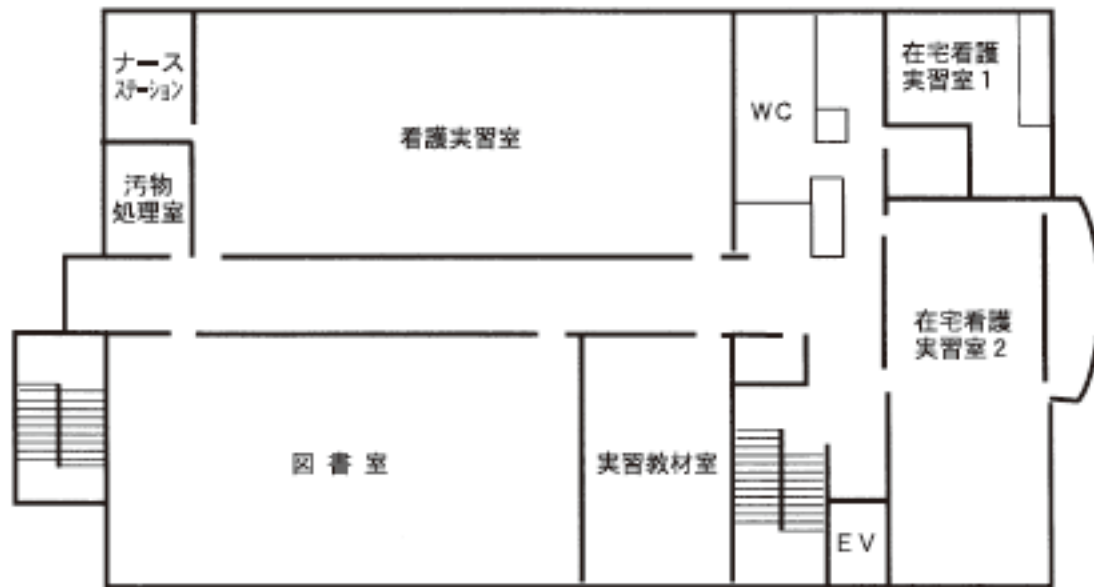 ナース
ステーション
看護実習室
WC
在宅看護
実習室1
汚物
処理室
在宅看護
実習室2
図書室
実習教材室
EV